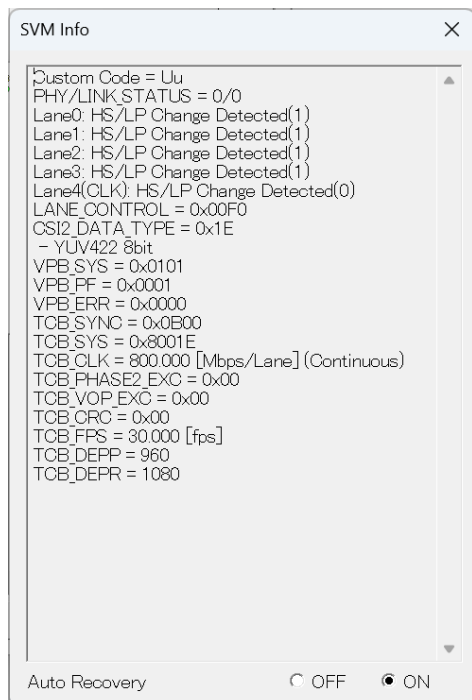 SVM Info
Custom Code = Uu
PHY/LINK_STATUS = 0/0
Lane0: HS/LP Change Detected(1)
Lane1: HS/LP Change Detected(1)
Lane2: HS/LP Change Detected(1)
Lane3: HS/LP Change Detected(1)
Lane4(CLK): HS/LP Change Detected(0)
LANE_CONTROL = 0x00F0
CSI2_DATA_TYPE = 0x1E
- YUV422 8bit
VPB_SYS = 0x0101
VPB_PF = 0x0001
VPB_ERR = 0x0000
TCB_SYNC = 0x0B00
TCB_SYS = 0x8001E
TCB_CLK = 800.000 [Mbps/Lane] (Continuous)
TCB_PHASE2_EXC = 0x00
TCB_VOP_EXC = 0x00
TCB_CRC = 0x00
TCB_FPS = 30.000 [fps]
TCB_DEPP = 960
TCB_DEPR = 1080
Auto Recovery OFF ON